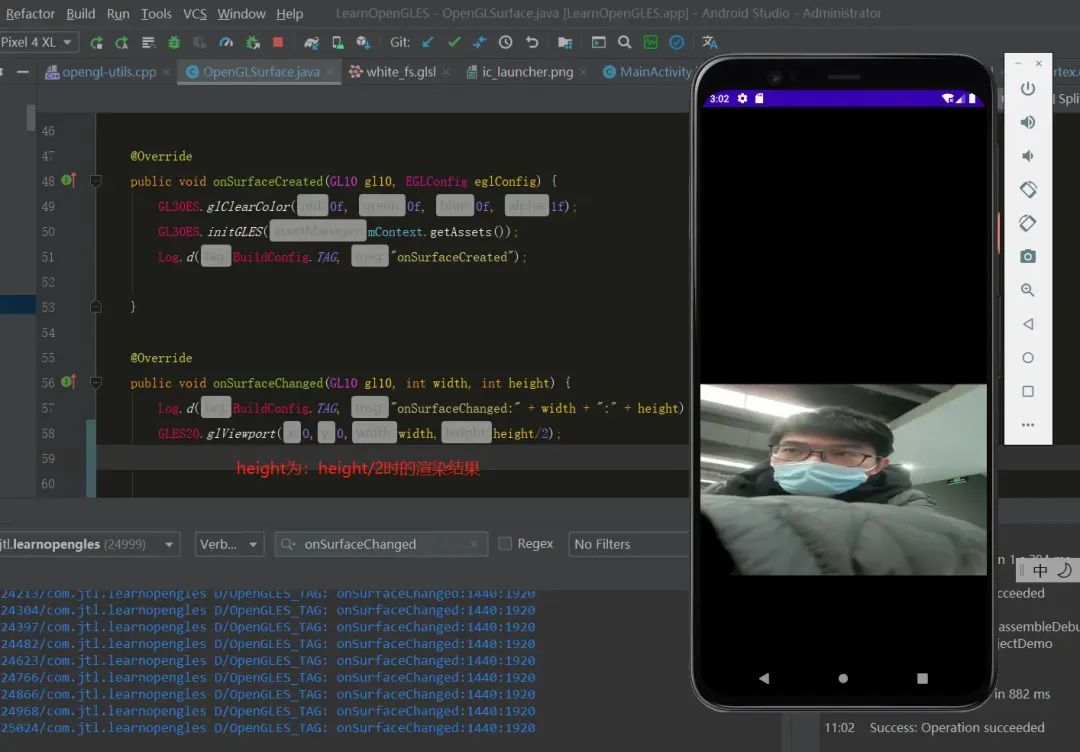 Refactor Build Run Tools VCS Window Help LearnOpenGLES - OpenGLSurface.java [LearnOpenGLES.app] - Android Studio - Administrator
Pixel 4 XL Git:
opengl-utils.cpp OpenGLSurface.java white_fs.glsl ic_launcher.png MainActivity rtex.c
Spli
46
47 @Override
48 public void onSurfaceCreated(GL10 gl10, EGLConfig eglConfig) {
49 GL30ES.glClearColor( red: 0f, green: 0f, blue: 0f, alpha: 1f);
50 GL30ES.initGLES( assetManager: mContext.getAssets());
51 Log.d( tag: BuildConfig.TAG, msg: "onSurfaceCreated");
52
53 }
54
55 @Override
56 public void onSurfaceChanged(GL10 gl10, int width, int height) {
57 Log.d( tag: BuildConfig.TAG, msg: "onSurfaceChanged:" + width + ":" + height)
58 GLES20.glViewport( x: 0, y: 0, width: width, height: height/2);
59
height为：height/2时的渲染结果
60
3:02
jtl.learnopengles (24999) Verb... onSurfaceChanged Regex No Filters
24213/com.jtl.learnopengles D/OpenGLES_TAG: onSurfaceChanged:1440:1920
24304/com.jtl.learnopengles D/OpenGLES_TAG: onSurfaceChanged:1440:1920
24397/com.jtl.learnopengles D/OpenGLES_TAG: onSurfaceChanged:1440:1920
24482/com.jtl.learnopengles D/OpenGLES_TAG: onSurfaceChanged:1440:1920
24623/com.jtl.learnopengles D/OpenGLES_TAG: onSurfaceChanged:1440:1920
24766/com.jtl.learnopengles D/OpenGLES_TAG: onSurfaceChanged:1440:1920
24866/com.jtl.learnopengles D/OpenGLES_TAG: onSurfaceChanged:1440:1920
24968/com.jtl.learnopengles D/OpenGLES_TAG: onSurfaceChanged:1440:1920
25024/com.jtl.learnopengles D/OpenGLES_TAG: onSurfaceChanged:1440:1920
中
cceeded
assembleDebu
jectDemo
in 882 ms
11:02 Success: Operation succeeded